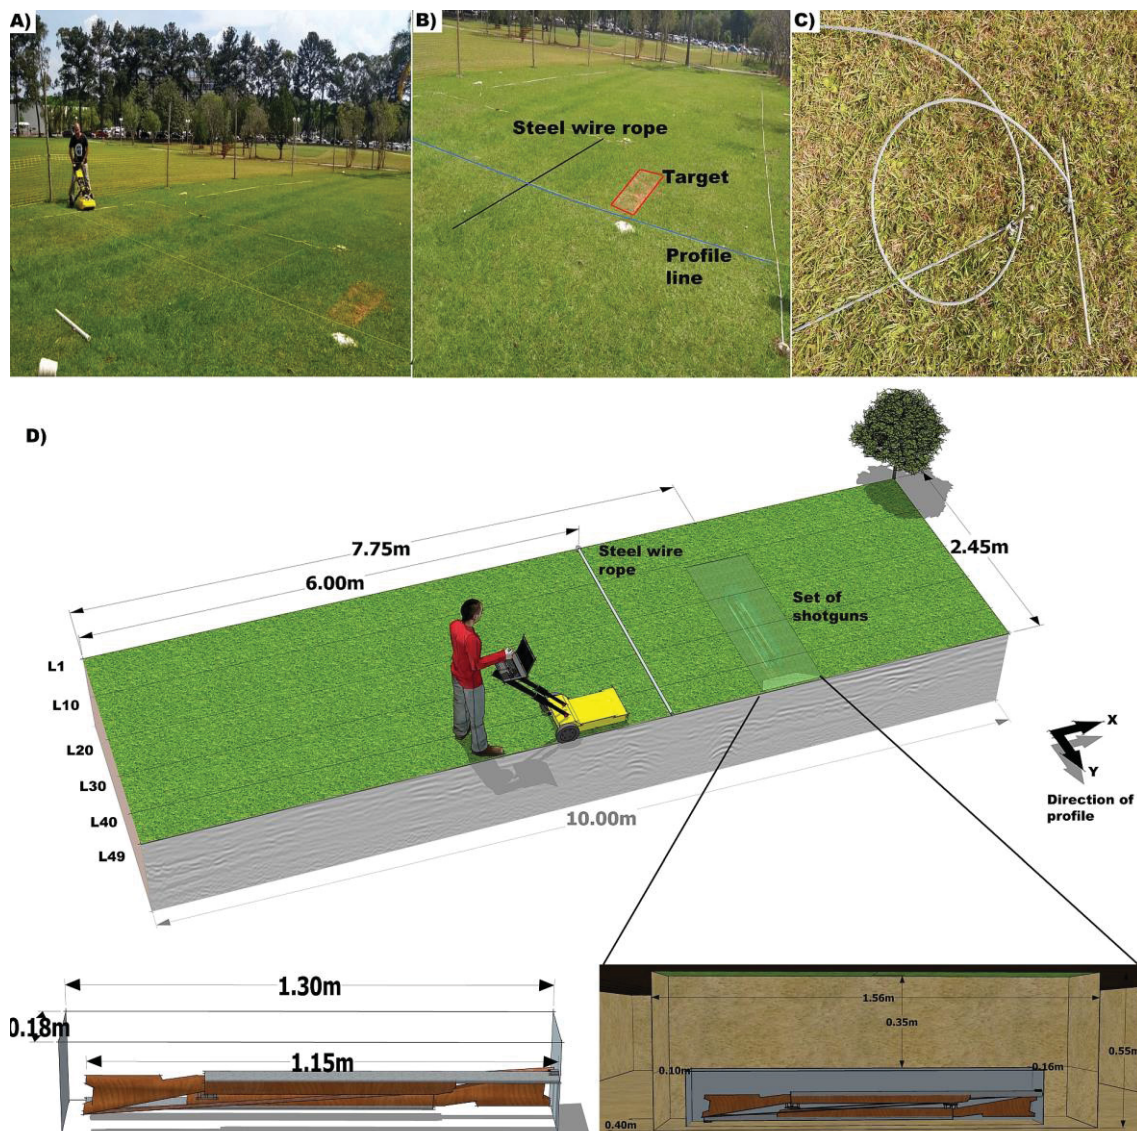 A)
B)
C)
Steel wire rope
Target
Profile
line
D)
7.75m
6.00m
2.45m
Steel wire
rope
Set of
shotguns
L1
L10
L20
L30
L40
L49
10.00m
X
Y
Direction of
profile
1.30m
0.18m
1.15m
1.56m
0.35m
0.55m
0.10m
0.16m
0.40m